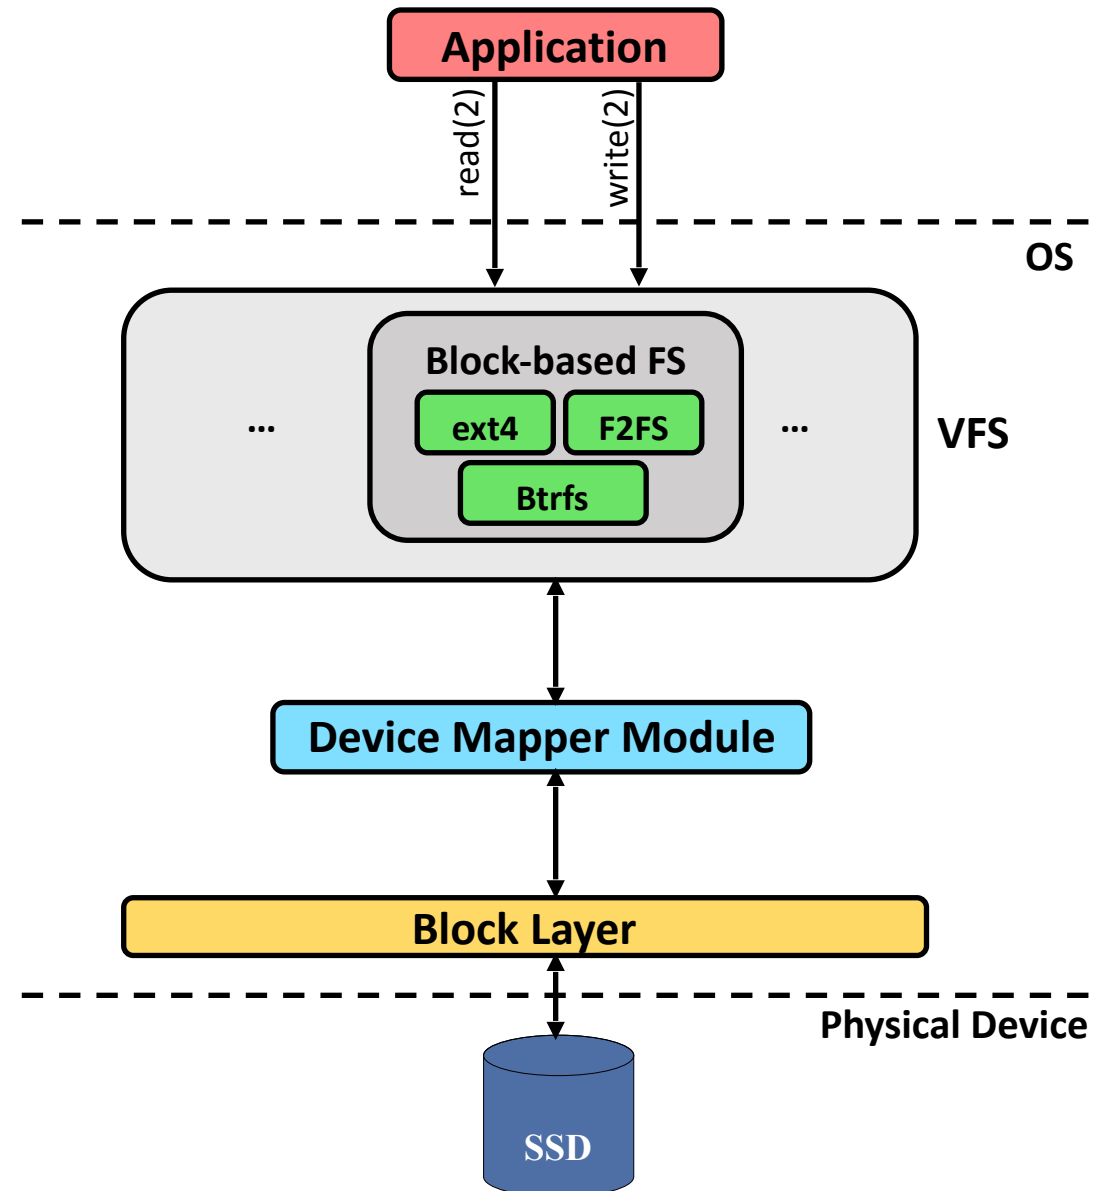 Application
read(2)
write(2)
OS
Block-based FS
...
ext4
F2FS
...
VFS
Btrfs
Device Mapper Module
Block Layer
Physical Device
SSD